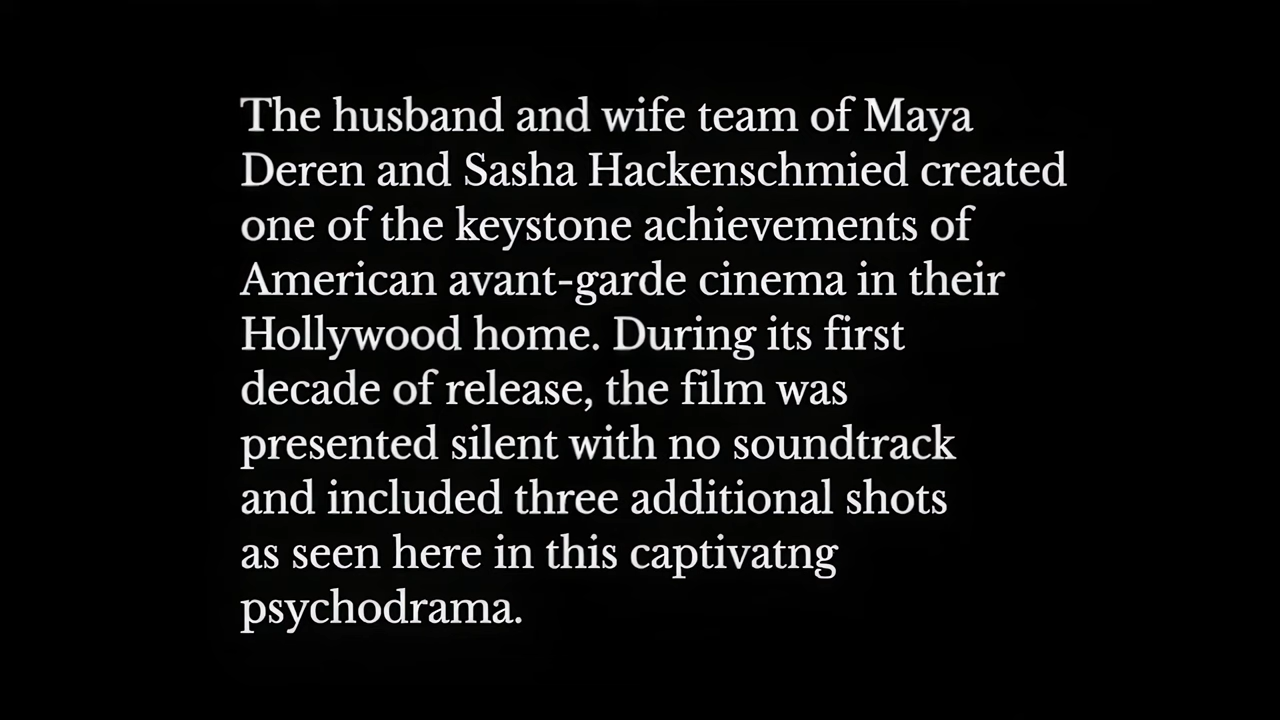 The husband and wife team of Maya
Deren and Sasha Hackenschmied created
one of the keystone achievements of
American avant-garde cinema in their
Hollywood home. During its first
decade of release, the film was
presented silent with no soundtrack
and included three additional shots
as seen here in this captivatng
psychodrama.